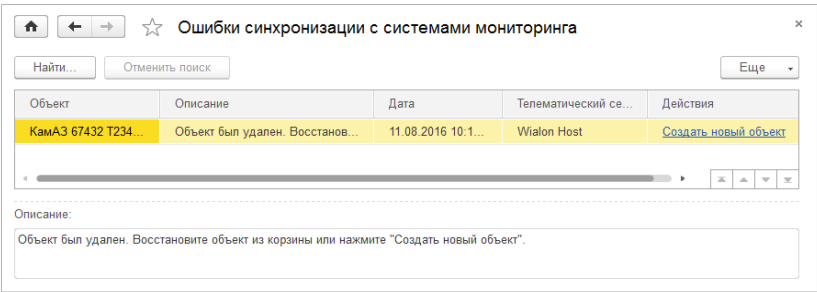 Ошибки синхронизации с системами мониторинга
Найти... Отменить поиск Еще
Объект Описание Дата Телематический се... Действия
КамАЗ 67432 Т234... Объект был удален. Восстанов... 11.08.2016 10:1... Wialon Host Создать новый объект
Описание:
Объект был удален. Восстановите объект из корзины или нажмите "Создать новый объект".